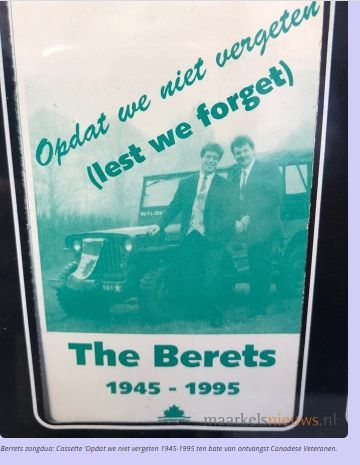 Opdat we niet vergeten
(lest we forget)
The Berets
1945 - 1995
maarkelsnieuws.nl
Berrets zangduo: Cassette 'Opdat we niet vergeten 1945-1995 ten bate van ontvangst Canadese Veteranen.